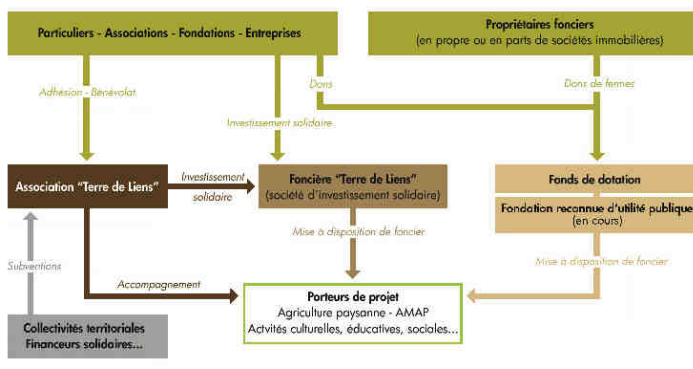 Particuliers - Associations - Fondations - Entreprises
Propriétaires fonciers
(en propre ou en parts de sociétés immobilières)
Dons
Dons de fermes
Adhésion - Bénévolat
Investissement solidaire
Association "Terre de Liens"
Investissement
solidaire
Foncière "Terre de Liens"
(société d'investissement solidaire)
Fonds de dotation
Fondation reconnue d'utilité publique
(en cours)
Mise à disposition de foncier
Mise à disposition de foncier
Subventions
Accompagnement
Porteurs de projet
Agriculture paysanne - AMAP
Actvités culturelles, éducatives, sociales...
Collectivités territoriales
Financeurs solidaires...